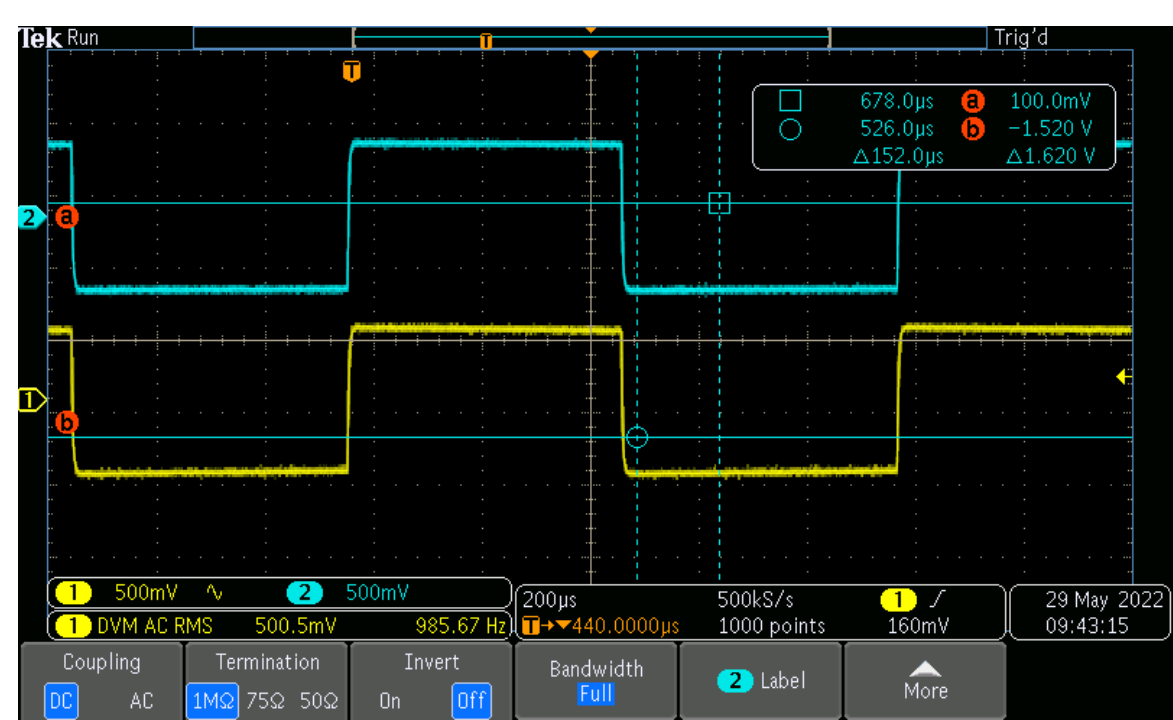 Tek Run Trig'd
T
T
678.0µs a 100.0mV
526.0µs b −1.520 V
△152.0µs △1.620 V
2 a
1
b
1 500mV 2 500mV
1 DVM AC RMS 500.5mV 985.67 Hz
200µs 500kS/s 1
T→▼440.0000µs 1000 points 160mV
29 May 2022
09:43:15
Coupling
DC AC
Termination
1MΩ 75Ω 50Ω
Invert
On Off
Bandwidth
Full
2 Label
More